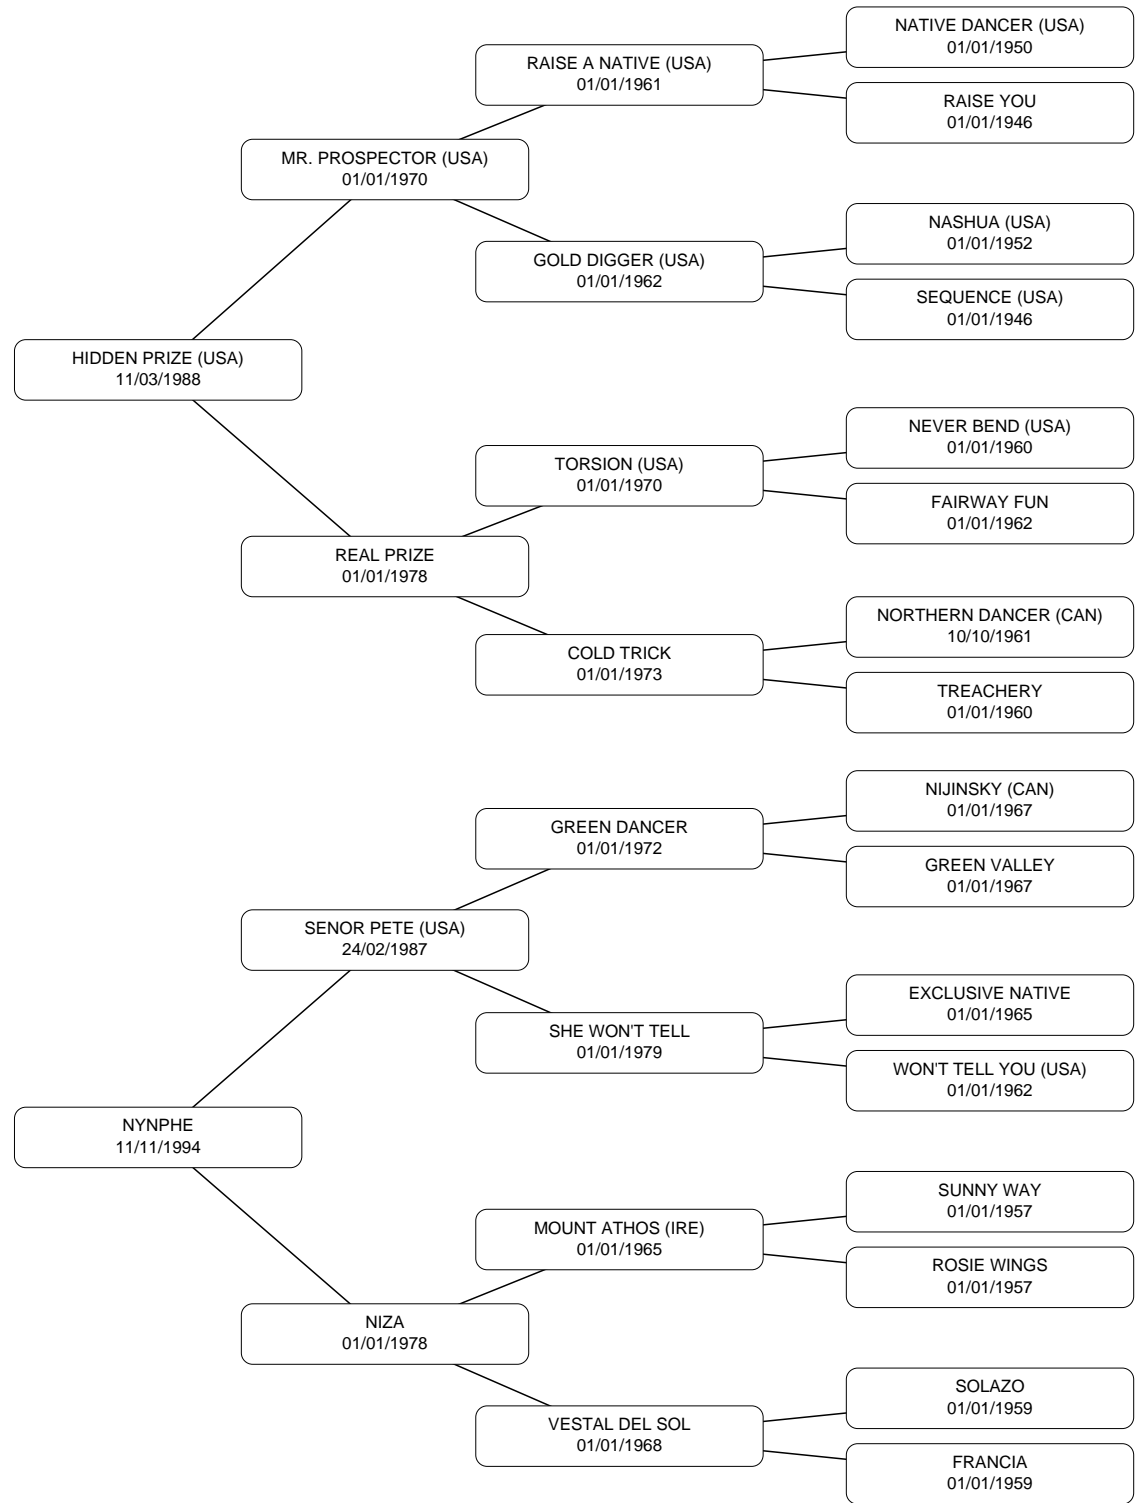 NATIVE DANCER (USA)
01/01/1950
RAISE A NATIVE (USA)
01/01/1961
RAISE YOU
01/01/1946
MR. PROSPECTOR (USA)
01/01/1970
NASHUA (USA)
01/01/1952
GOLD DIGGER (USA)
01/01/1962
SEQUENCE (USA)
01/01/1946
HIDDEN PRIZE (USA)
11/03/1988
NEVER BEND (USA)
01/01/1960
TORSION (USA)
01/01/1970
FAIRWAY FUN
01/01/1962
REAL PRIZE
01/01/1978
NORTHERN DANCER (CAN)
10/10/1961
COLD TRICK
01/01/1973
TREACHERY
01/01/1960
NIJINSKY (CAN)
01/01/1967
GREEN DANCER
01/01/1972
GREEN VALLEY
01/01/1967
SENOR PETE (USA)
24/02/1987
EXCLUSIVE NATIVE
01/01/1965
SHE WON'T TELL
01/01/1979
WON'T TELL YOU (USA)
01/01/1962
NYNPHE
11/11/1994
SUNNY WAY
01/01/1957
MOUNT ATHOS (IRE)
01/01/1965
ROSIE WINGS
01/01/1957
NIZA
01/01/1978
SOLAZO
01/01/1959
VESTAL DEL SOL
01/01/1968
FRANCIA
01/01/1959